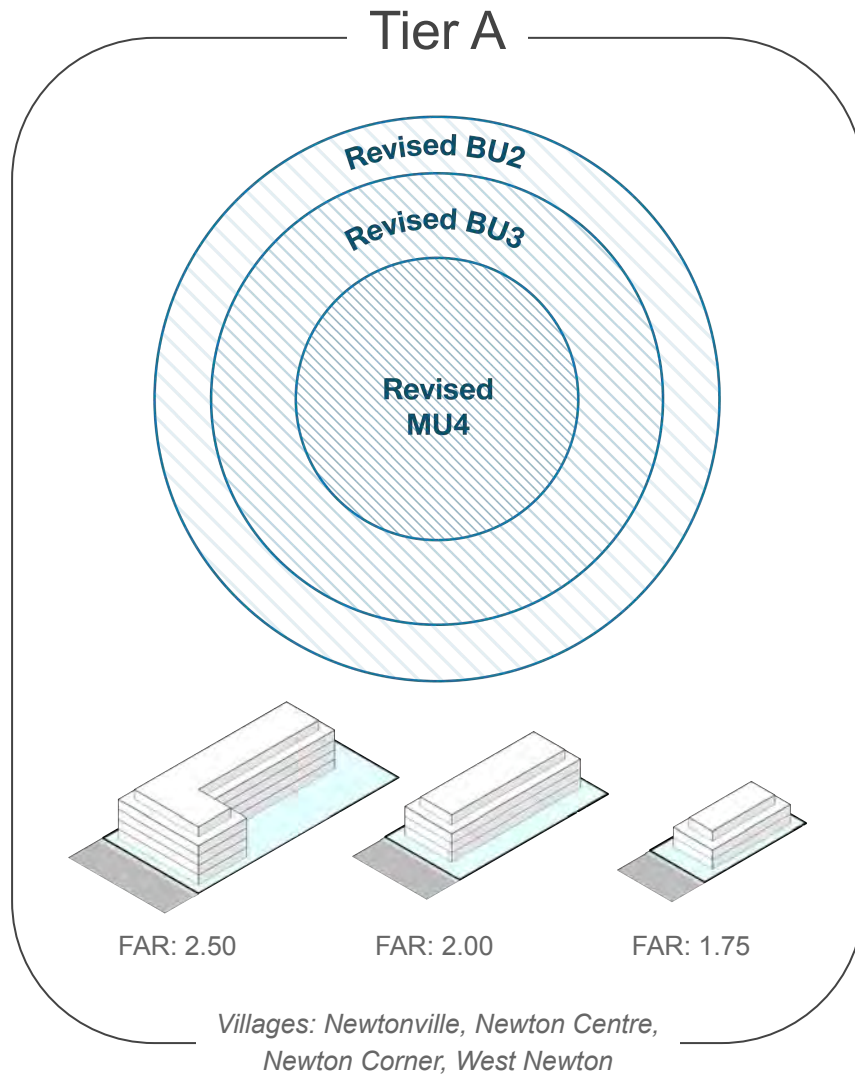 Tier A
Revised BU2
Revised BU3
Revised
MU4
FAR: 2.50
FAR: 2.00
FAR: 1.75
Villages: Newtonville, Newton Centre,
Newton Corner, West Newton